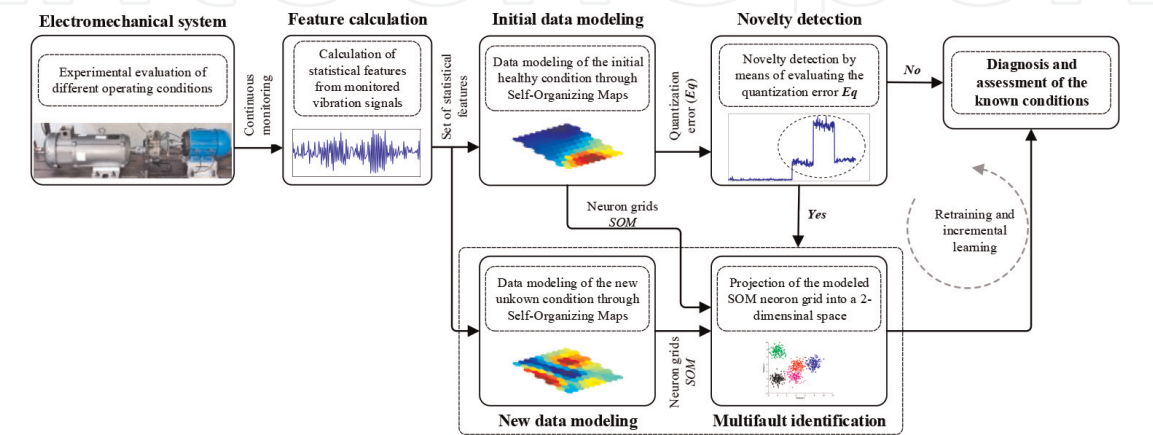 Electromechanical system
Experimental evaluation of
different operating conditions
Continuous
monitoring
Feature calculation
Calculation of
statistical features
from monitored
vibration signals
Set of statistical
features
Initial data modeling
Data modeling of the initial
healthy condition through
Self-Organizing Maps
Quantization
error (Eq)
Novelty detection
Novelty detection by
means of evaluating the
quantization error Eq
No
Diagnosis and
assessment of the
known conditions
Neuron grids
SOM
Yes
Retraining and
incremental
learning
Data modeling of the new
unkown condition through
Self-Organizing Maps
New data modeling
Neuron grids
SOM
Projection of the modeled
SOM neoron grid into a 2-
dimensinal space
Multifault identification